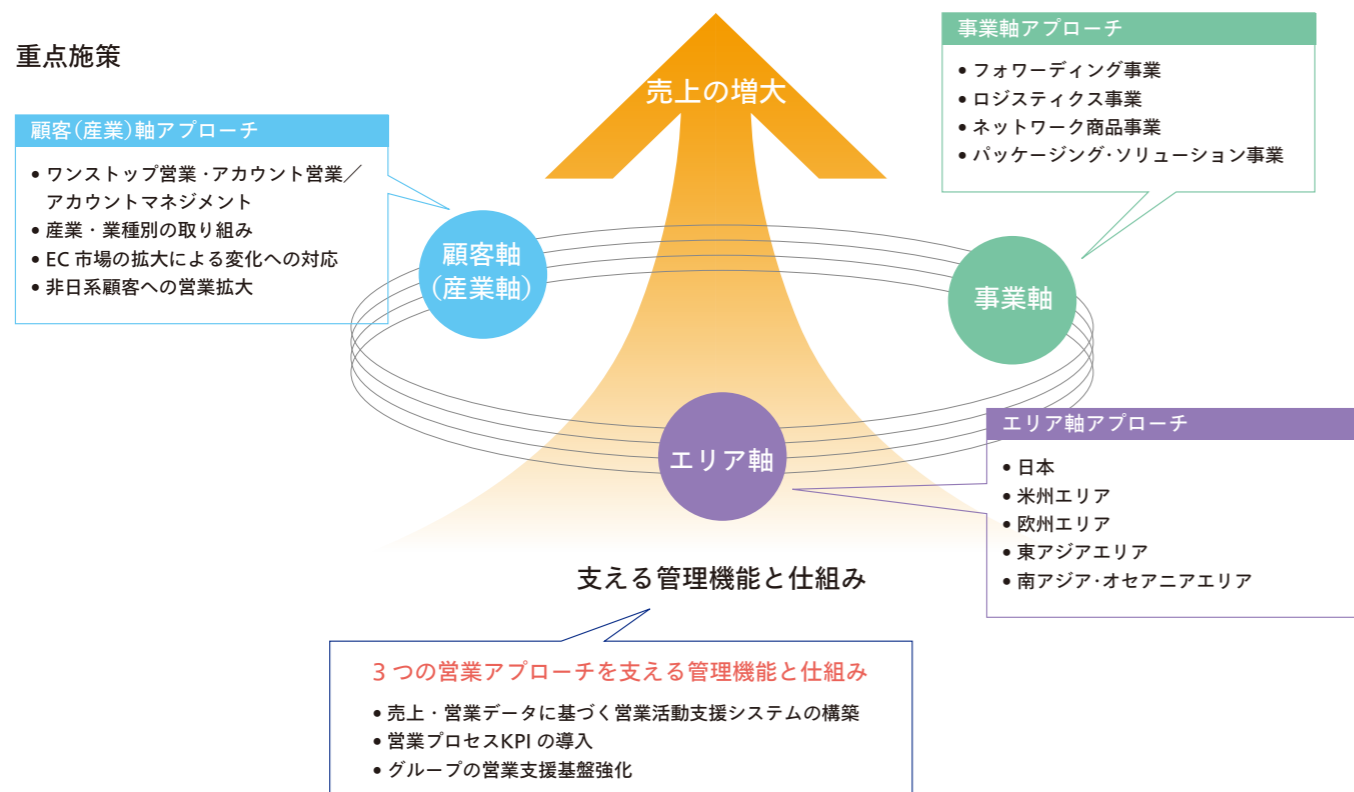 重点施策
売上の増大
顧客(産業)軸アプローチ
• ワンストップ営業・アカウント営業／
アカウントマネジメント
• 産業・業種別の取り組み
• EC 市場の拡大による変化への対応
• 非日系顧客への営業拡大
事業軸アプローチ
• フォワーディング事業
• ロジスティクス事業
• ネットワーク商品事業
• パッケージング・ソリューション事業
顧客軸
(産業軸)
事業軸
エリア軸
エリア軸アプローチ
• 日本
• 米州エリア
• 欧州エリア
• 東アジアエリア
• 南アジア・オセアニアエリア
支える管理機能と仕組み
3 つの営業アプローチを支える管理機能と仕組み
• 売上・営業データに基づく営業活動支援システムの構築
• 営業プロセスKPI の導入
• グループの営業支援基盤強化